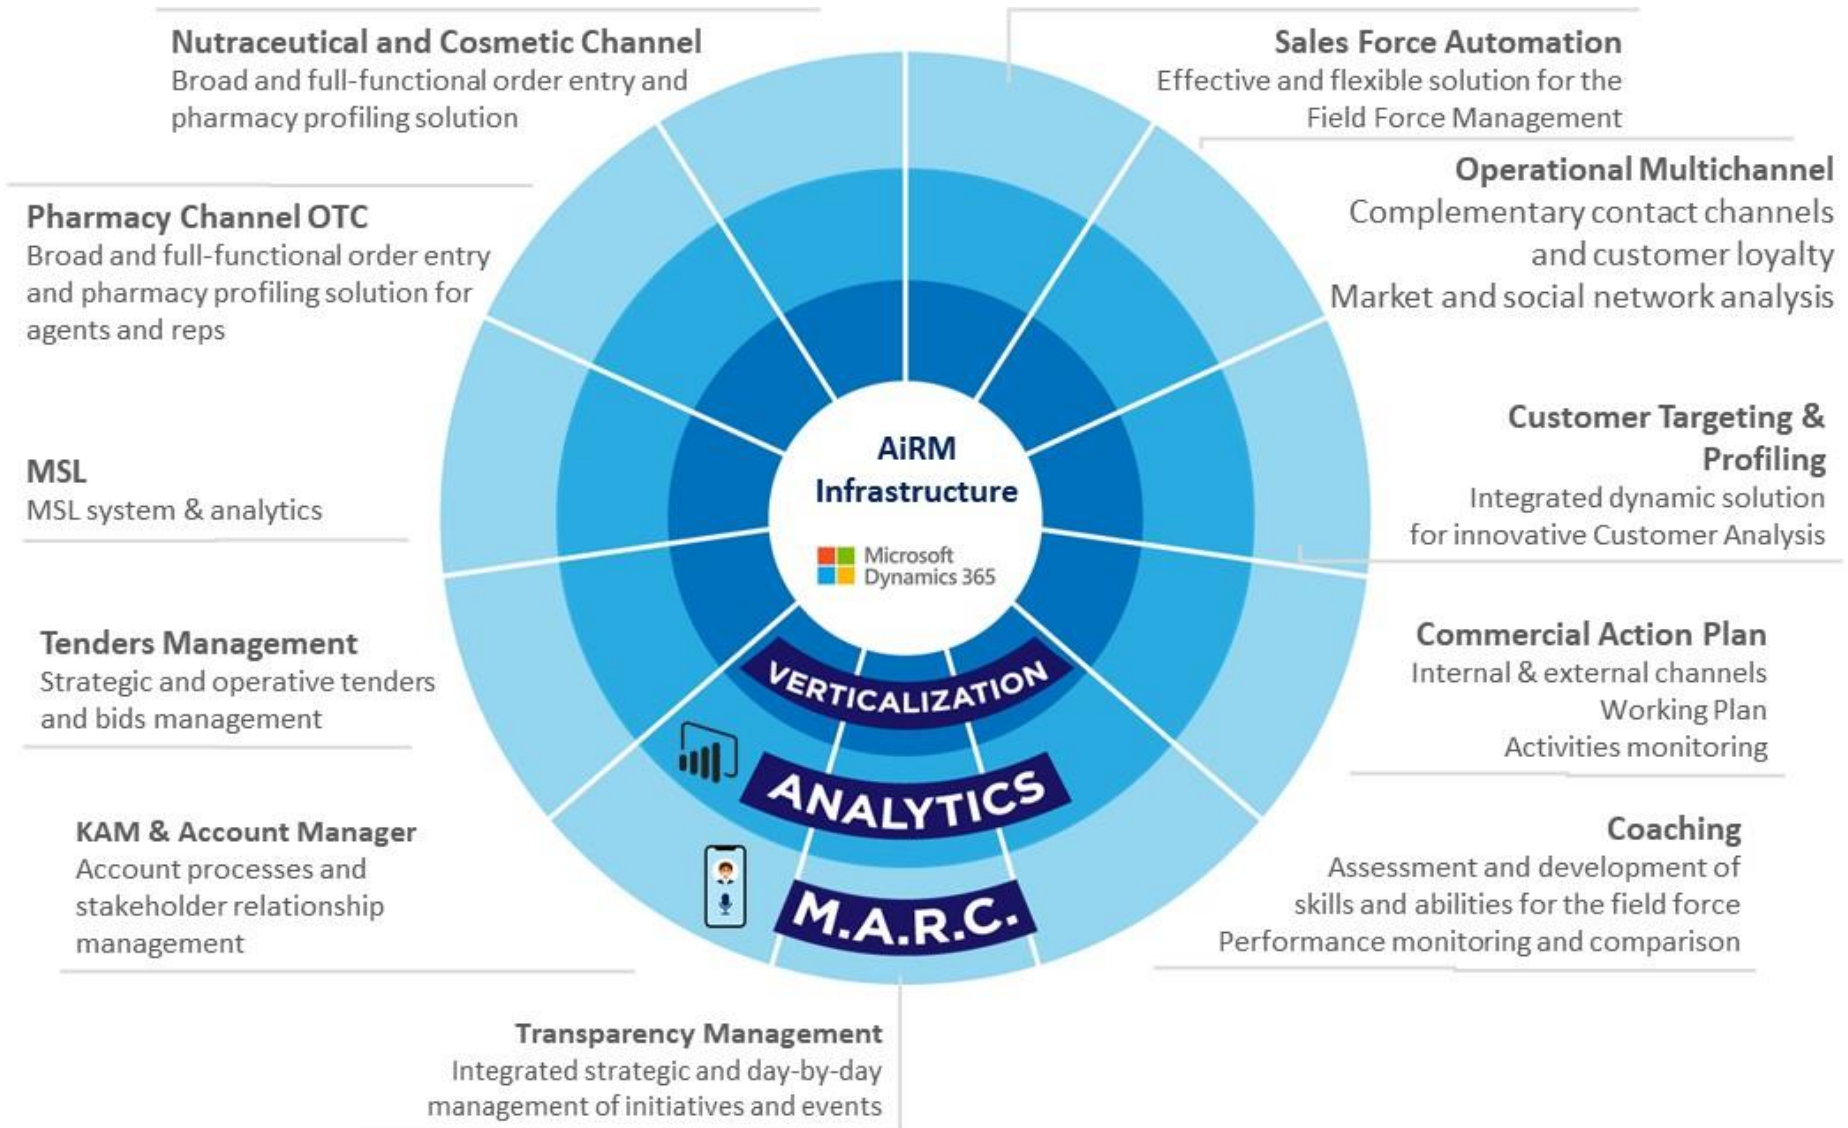 Nutraceutical and Cosmetic Channel
Broad and full-functional order entry and
pharmacy profiling solution
Sales Force Automation
Effective and flexible solution for the
Field Force Management
Operational Multichannel
Complementary contact channels
and customer loyalty
Market and social network analysis
Pharmacy Channel OTC
Broad and full-functional order entry
and pharmacy profiling solution for
agents and reps
Customer Targeting &
Profiling
Integrated dynamic solution
for innovative Customer Analysis
MSL
MSL system & analytics
AiRM
Infrastructure
Microsoft
Dynamics 365
Tenders Management
Strategic and operative tenders
and bids management
Commercial Action Plan
Internal & external channels
Working Plan
Activities monitoring
VERTICALIZATION
ANALYTICS
M.A.R.C.
KAM & Account Manager
Account processes and
stakeholder relationship
management
Coaching
Assessment and development of
skills and abilities for the field force
Performance monitoring and comparison
Transparency Management
Integrated strategic and day-by-day
management of initiatives and events